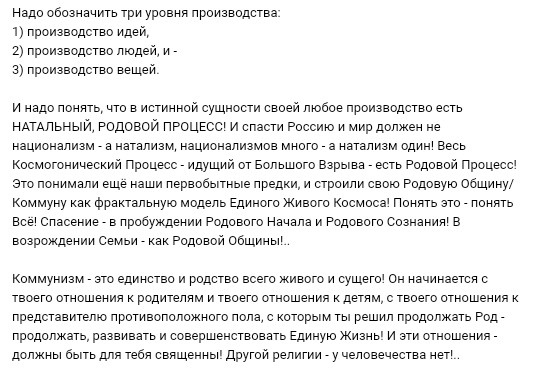 Надо обозначить три уровня производства:
1) производство идей,
2) производство людей, и -
3) производство вещей.
И надо понять, что в истинной сущности своей любое производство есть
НАТАЛЬНЫЙ, РОДОВОЙ ПРОЦЕСС! И спасти Россию и мир должен не
национализм - а натализм, национализмов много - а натализм один! Весь
Космогонический Процесс - идущий от Большого Взрыва - есть Родовой Процесс!
Это понимали ещё наши первобытные предки, и строили свою Родовую Общину/
Коммуну как фрактальную модель Единого Живого Космоса! Понять это - понять
Всё! Спасение - в пробуждении Родового Начала и Родового Сознания! В
возрождении Семьи - как Родовой Общины!..
Коммунизм - это единство и родство всего живого и сущего! Он начинается с
твоего отношения к родителям и твоего отношения к детям, с твоего отношения к
представителю противоположного пола, с которым ты решил продолжать Род -
продолжать, развивать и совершенствовать Единую Жизнь! И эти отношения -
должны быть для тебя священны! Другой религии - у человечества нет!..